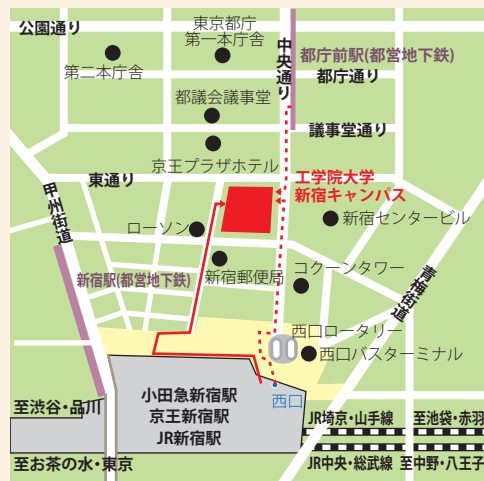 公園通り
東京都庁
第一本庁舎
中央通り
都庁前駅(都営地下鉄)
第二本庁舎
都庁通り
都議会議事堂
議事堂通り
京王プラザホテル
東通り
工学院大学
新宿キャンパス
甲州街道
ローソン
新宿センタービル
新宿駅(都営地下鉄)
新宿郵便局
コクーンタワー
青梅街道
西口ロータリー
西口バスターミナル
小田急新宿駅
京王新宿駅
JR新宿駅
西口
至渋谷・品川
JR埼京・山手線
至池袋・赤羽
至お茶の水・東京
JR中央・総武線
至中野・八王子